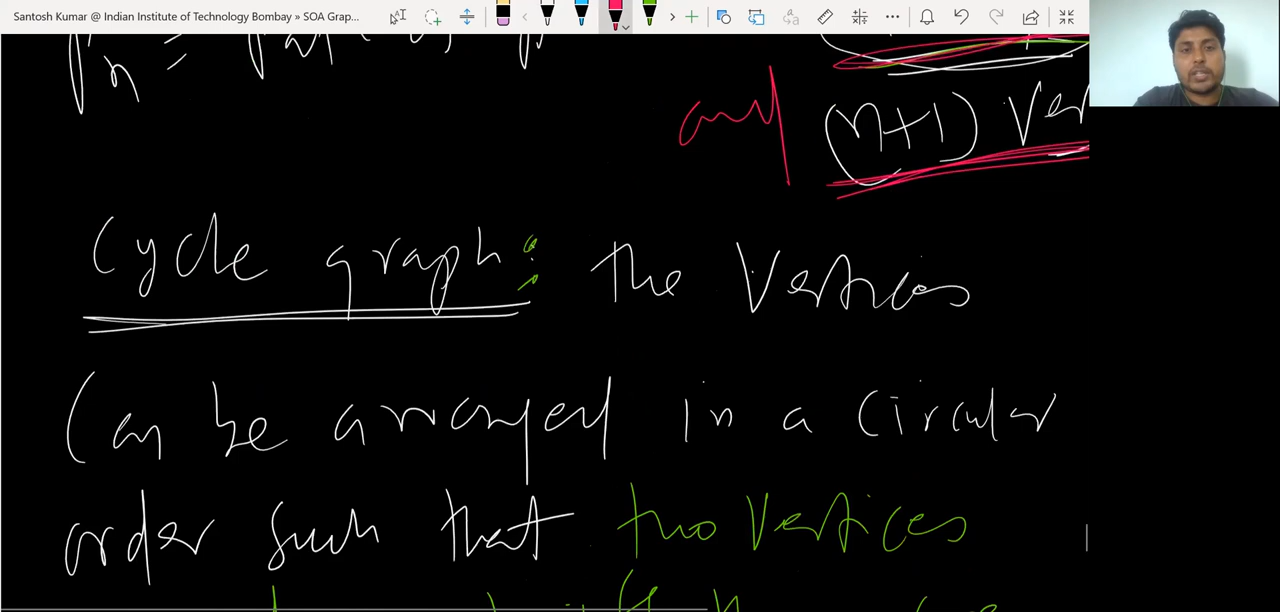 Santosh Kumar @ Indian Institute of Technology Bombay » SOA Grap...
and (n+1) Ver
Cycle graph: the Vertices
Can be arranged in a Circular
order such that two Vertices